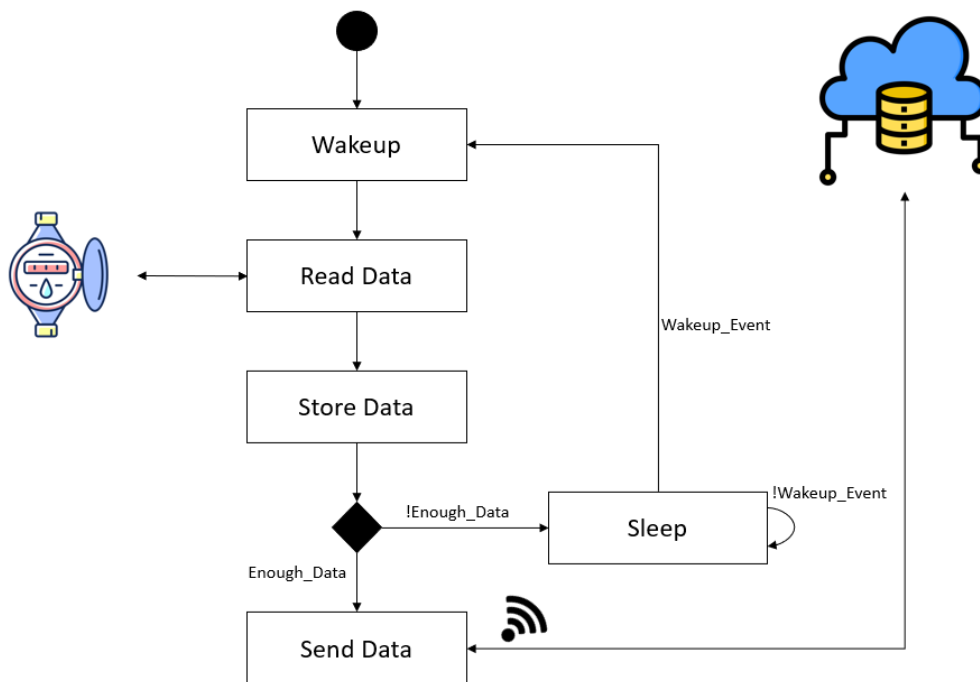 Wakeup
Read Data
Wakeup_Event
Store Data
!Wakeup_Event
!Enough_Data
Sleep
Enough_Data
Send Data